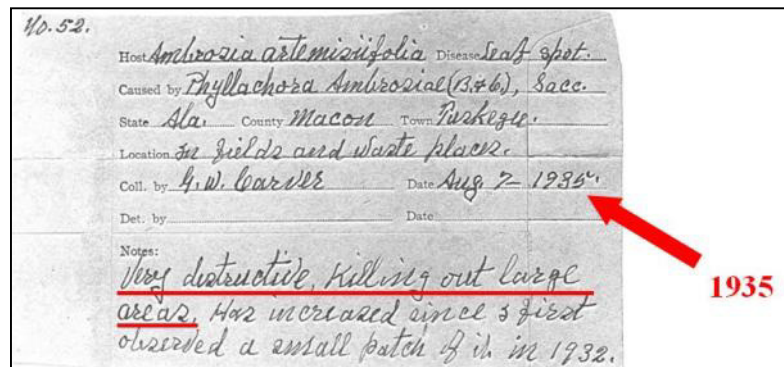 No. 52.
Host Ambrosia artemisiifolia Disease Leaf spot.
Caused by Phyllachora Ambrosiae (B.&C.), Sacc.
State Ala. County Macon Town Tuskegee.
Location In fields and waste places.
Coll. by G. W. Carver Date Aug. 7- 1935.
Det. by Date
Notes:
Very destructive, Killing out large
areas, Has increased since I first
observed a small patch of it in 1932.
1935